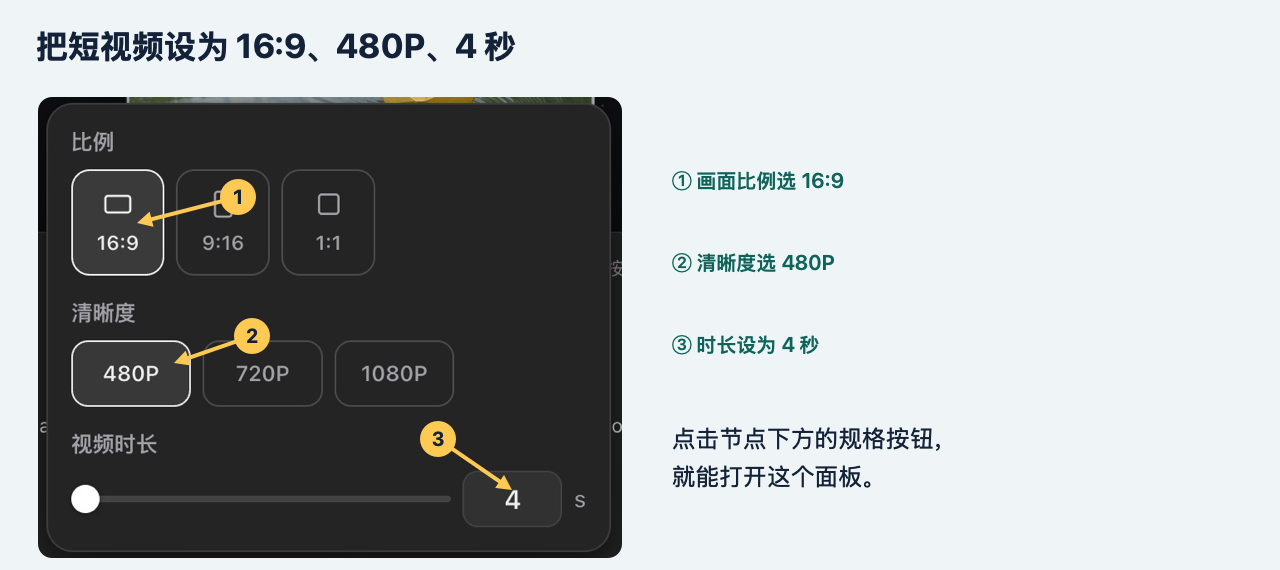 把短视频设为 16:9、480P、4 秒
比例
1
16:9
9:16
1:1
清晰度
2
480P
720P
1080P
视频时长
3
4
s
① 画面比例选 16:9
② 清晰度选 480P
③ 时长设为 4 秒
点击节点下方的规格按钮，
就能打开这个面板。